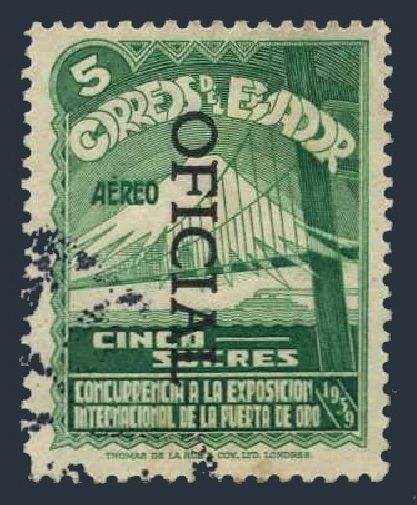 5
CORREOS DEL ECUADOR
AÉREO
OFICIAL
CINCO
SUCRES
CONCURRENCIA A LA EXPOSICION
INTERNACIONAL DE LA PUERTA DE ORO
1939
THOMAS DE LA RUE & COY, LTD. LONDRES.